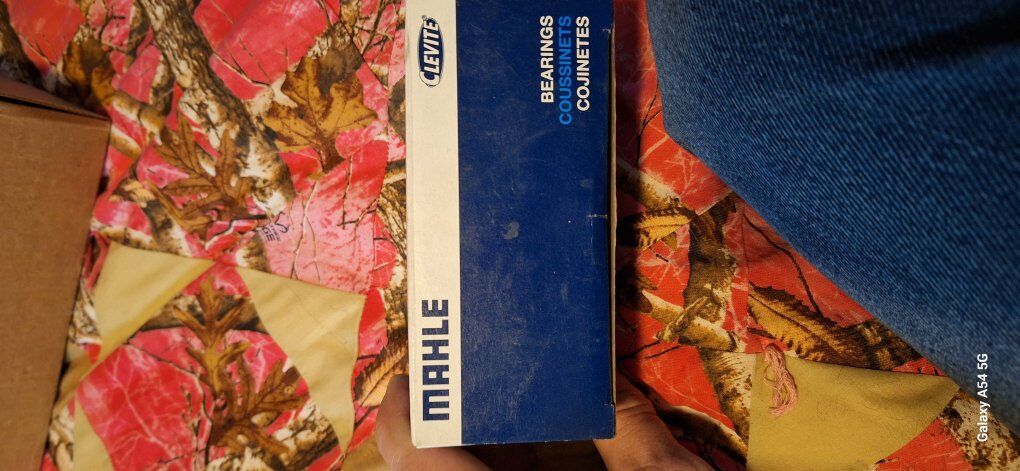 MAHLE
CLEVITE®
BEARINGS
COUSSINETS
COJINETES
Galaxy A54 5G